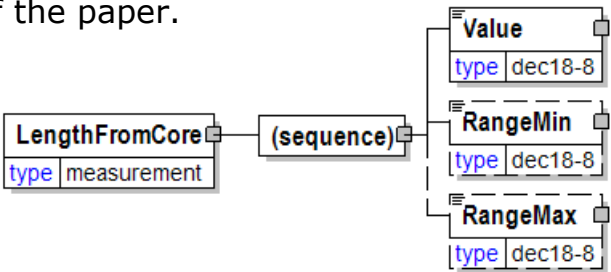 f the paper.
Value
type dec18-8
LengthFromCore
type measurement
(sequence)
RangeMin
type dec18-8
RangeMax
type dec18-8